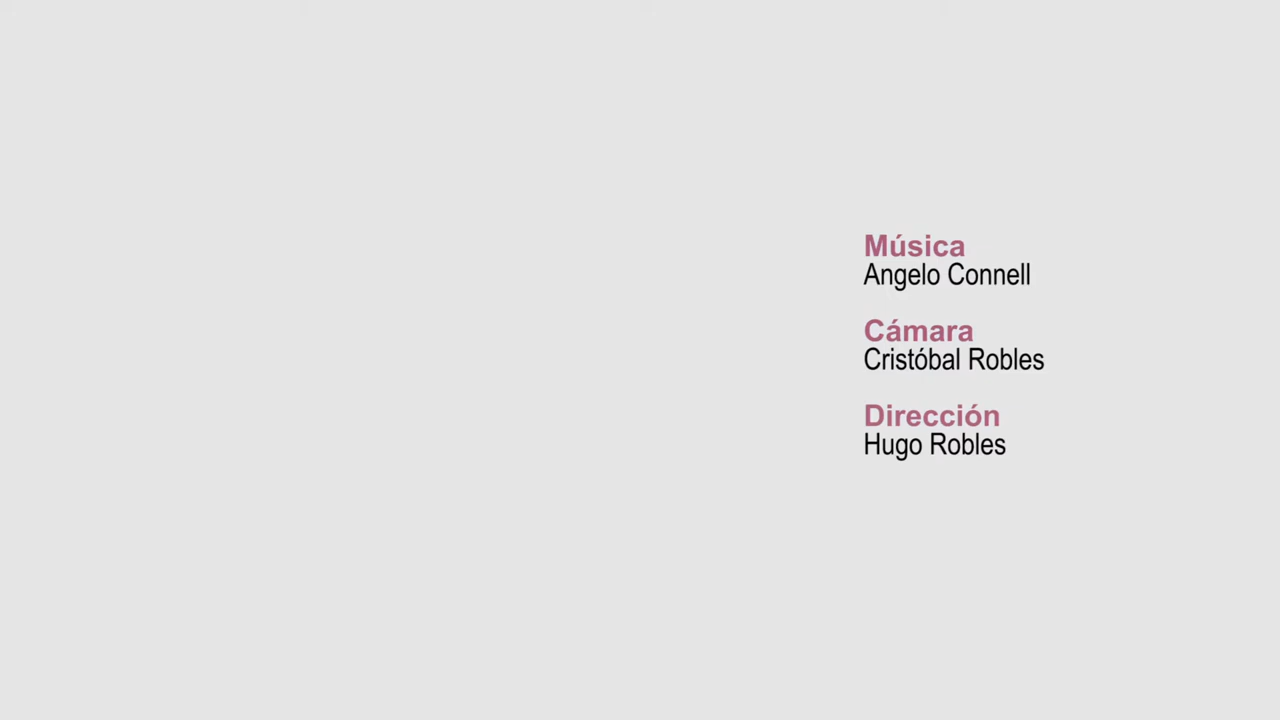 Música
Angelo Connell
Cámara
Cristóbal Robles
Dirección
Hugo Robles